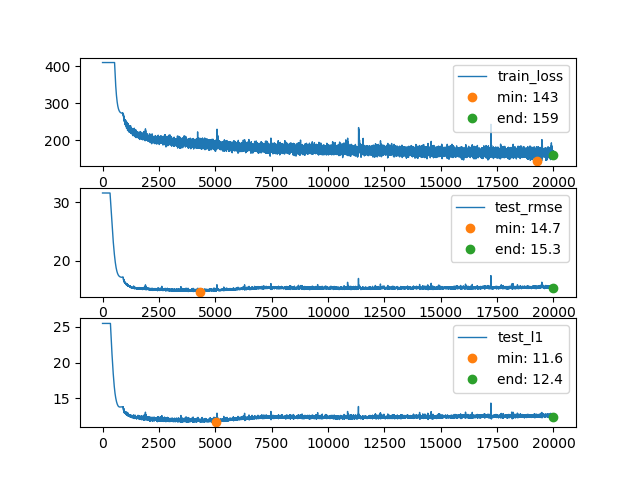 400
300
200
train_loss
min: 143
end: 159
0 2500 5000 7500 10000 12500 15000 17500 20000
30
20
test_rmse
min: 14.7
end: 15.3
0 2500 5000 7500 10000 12500 15000 17500 20000
25
20
15
test_l1
min: 11.6
end: 12.4
0 2500 5000 7500 10000 12500 15000 17500 20000